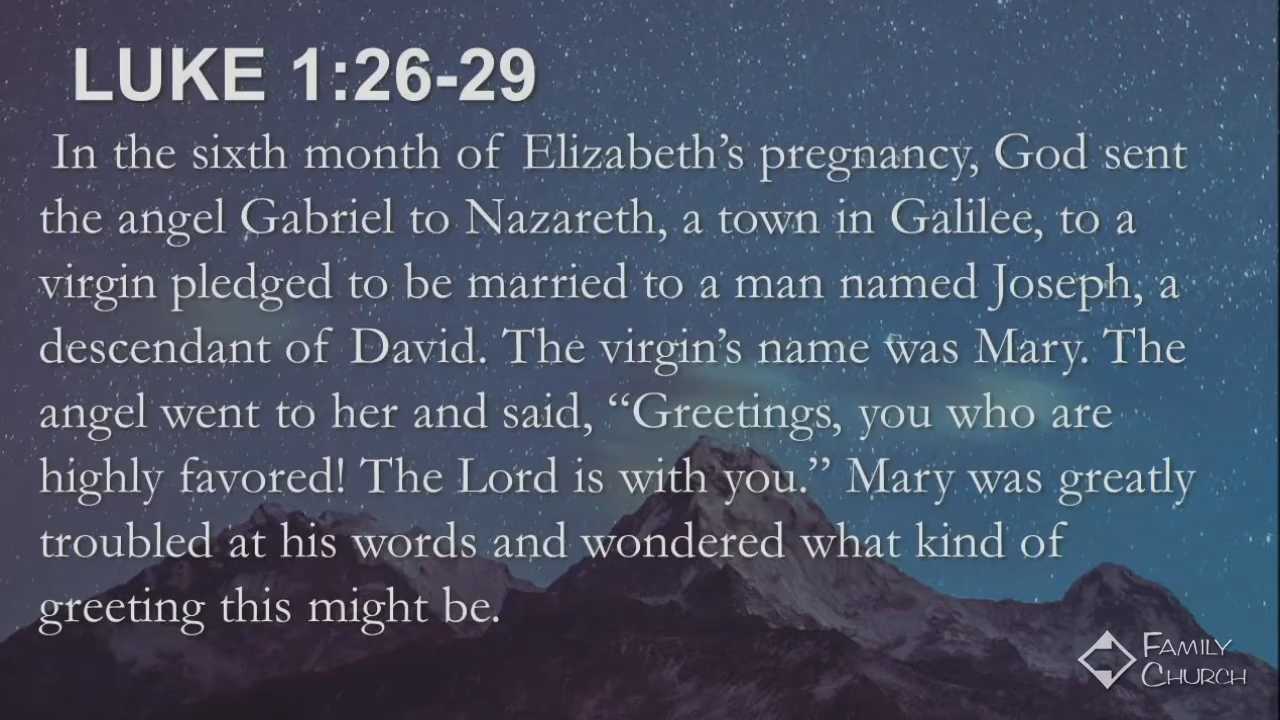 LUKE 1:26-29
In the sixth month of Elizabeth’s pregnancy, God sent
the angel Gabriel to Nazareth, a town in Galilee, to a
virgin pledged to be married to a man named Joseph, a
descendant of David. The virgin’s name was Mary. The
angel went to her and said, “Greetings, you who are
highly favored! The Lord is with you.” Mary was greatly
troubled at his words and wondered what kind of
greeting this might be.
FAMILY
CHURCH